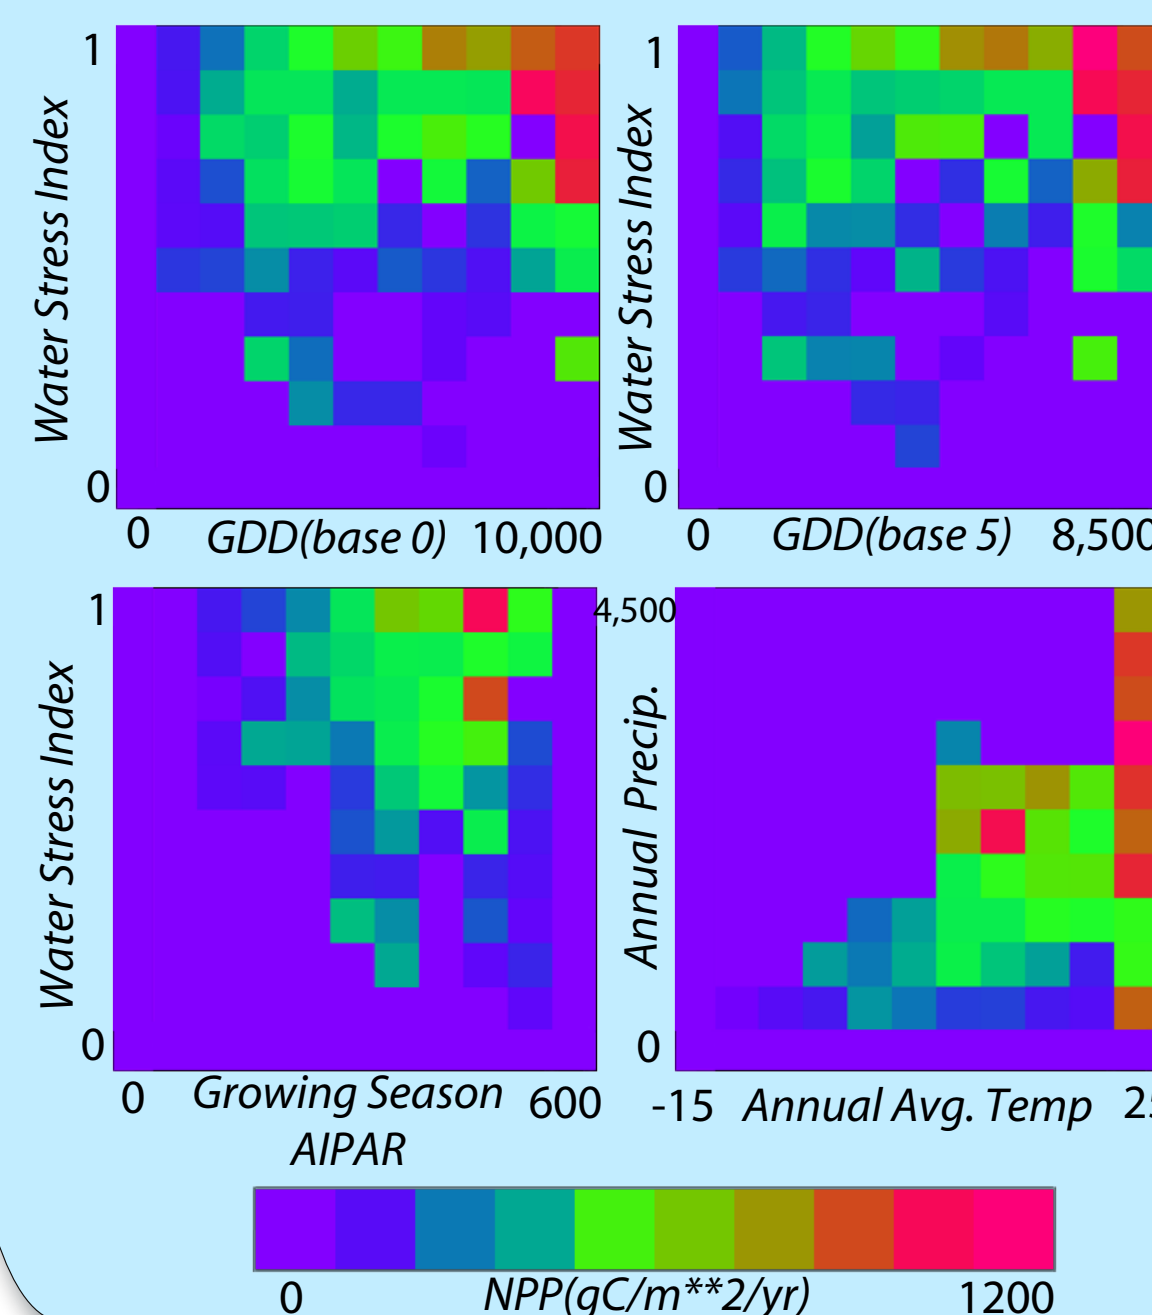 1
Water Stress Index
0
0
GDD(base 0)
10,000
1
Water Stress Index
0
0
GDD(base 5)
8,500
1
Water Stress Index
0
0
Growing Season
AIPAR
600
4,500
Annual Precip.
0
-15
Annual Avg. Temp
0
NPP(gC/m**2/yr)
1200